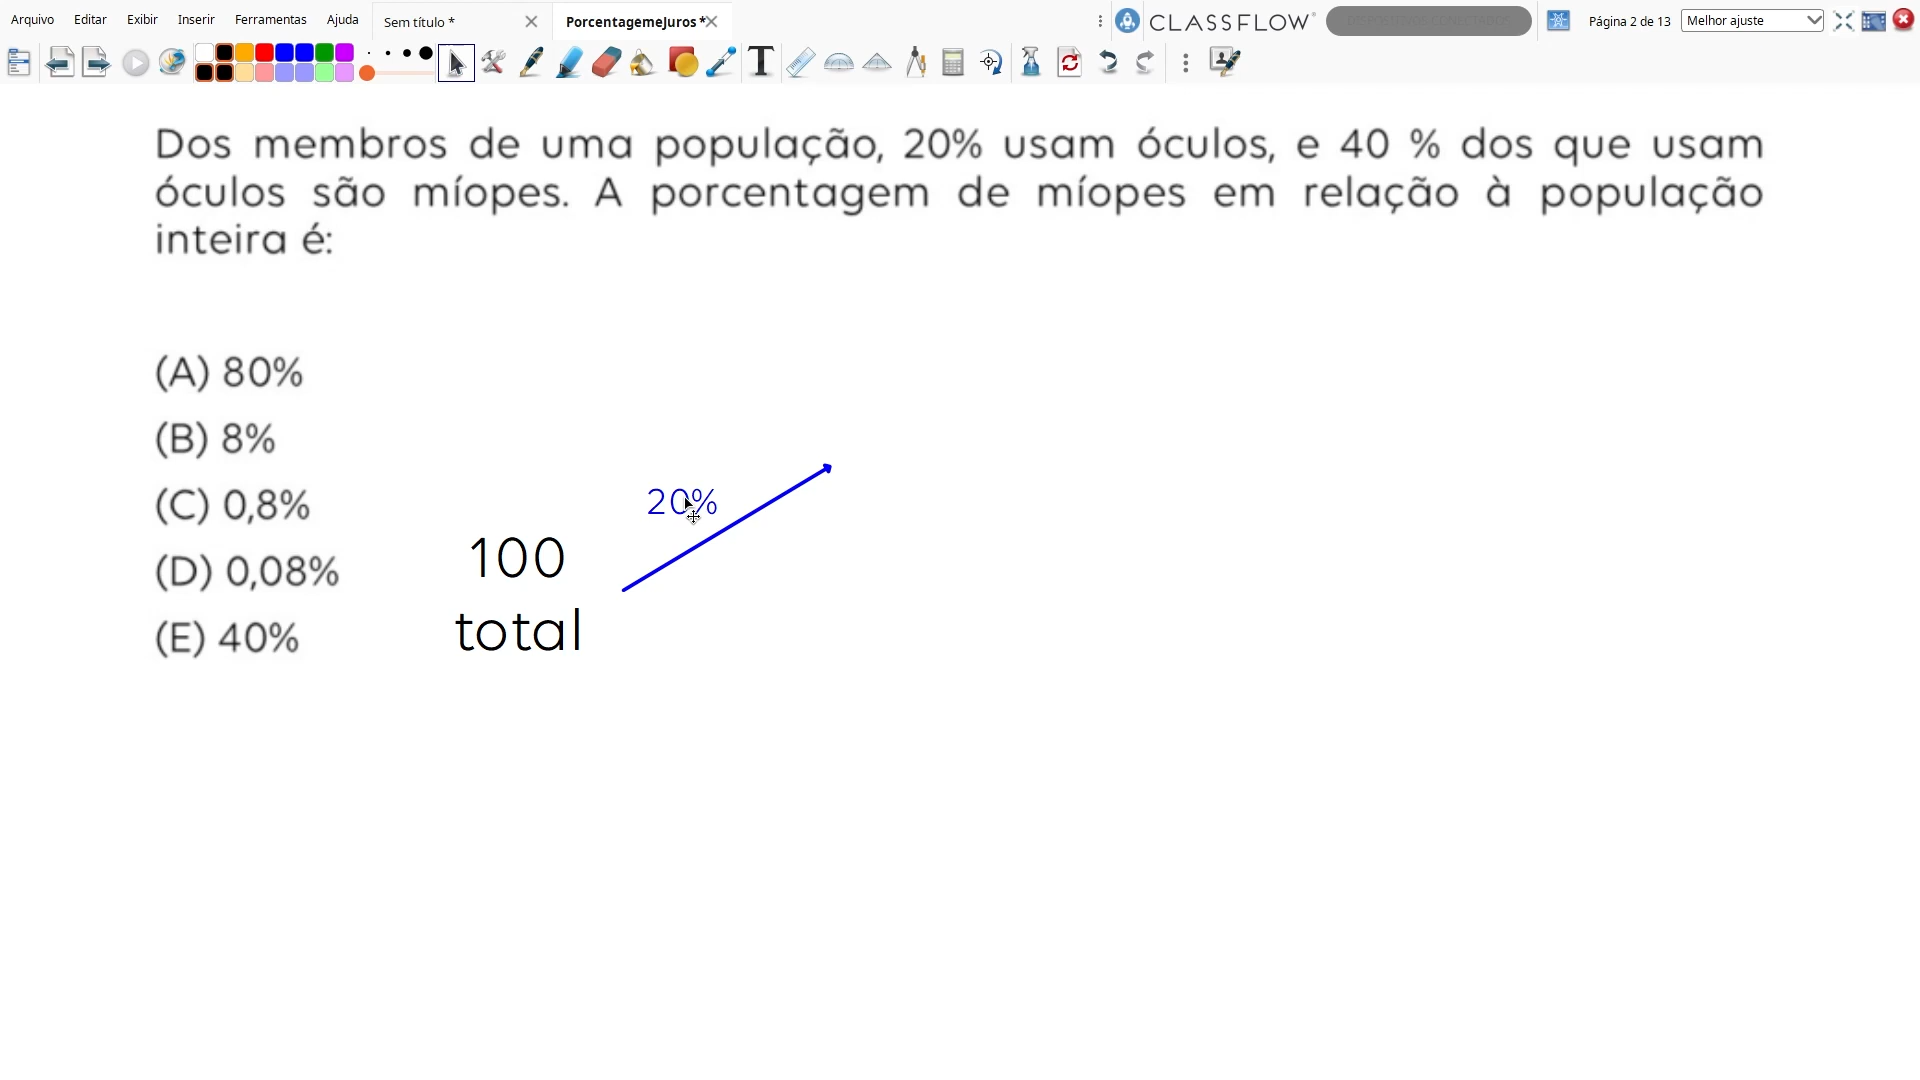 Arquivo Editar Exibir Inserir Ferramentas Ajuda Sem título * PorcentagemeJuros * CLASSFLOW Página 2 de 13 Melhor ajuste
Dos membros de uma população, 20% usam óculos, e 40 % dos que usam
óculos são míopes. A porcentagem de míopes em relação à população
inteira é:
(A) 80%
(B) 8%
(C) 0,8%
(D) 0,08%
(E) 40%
20%
100
total